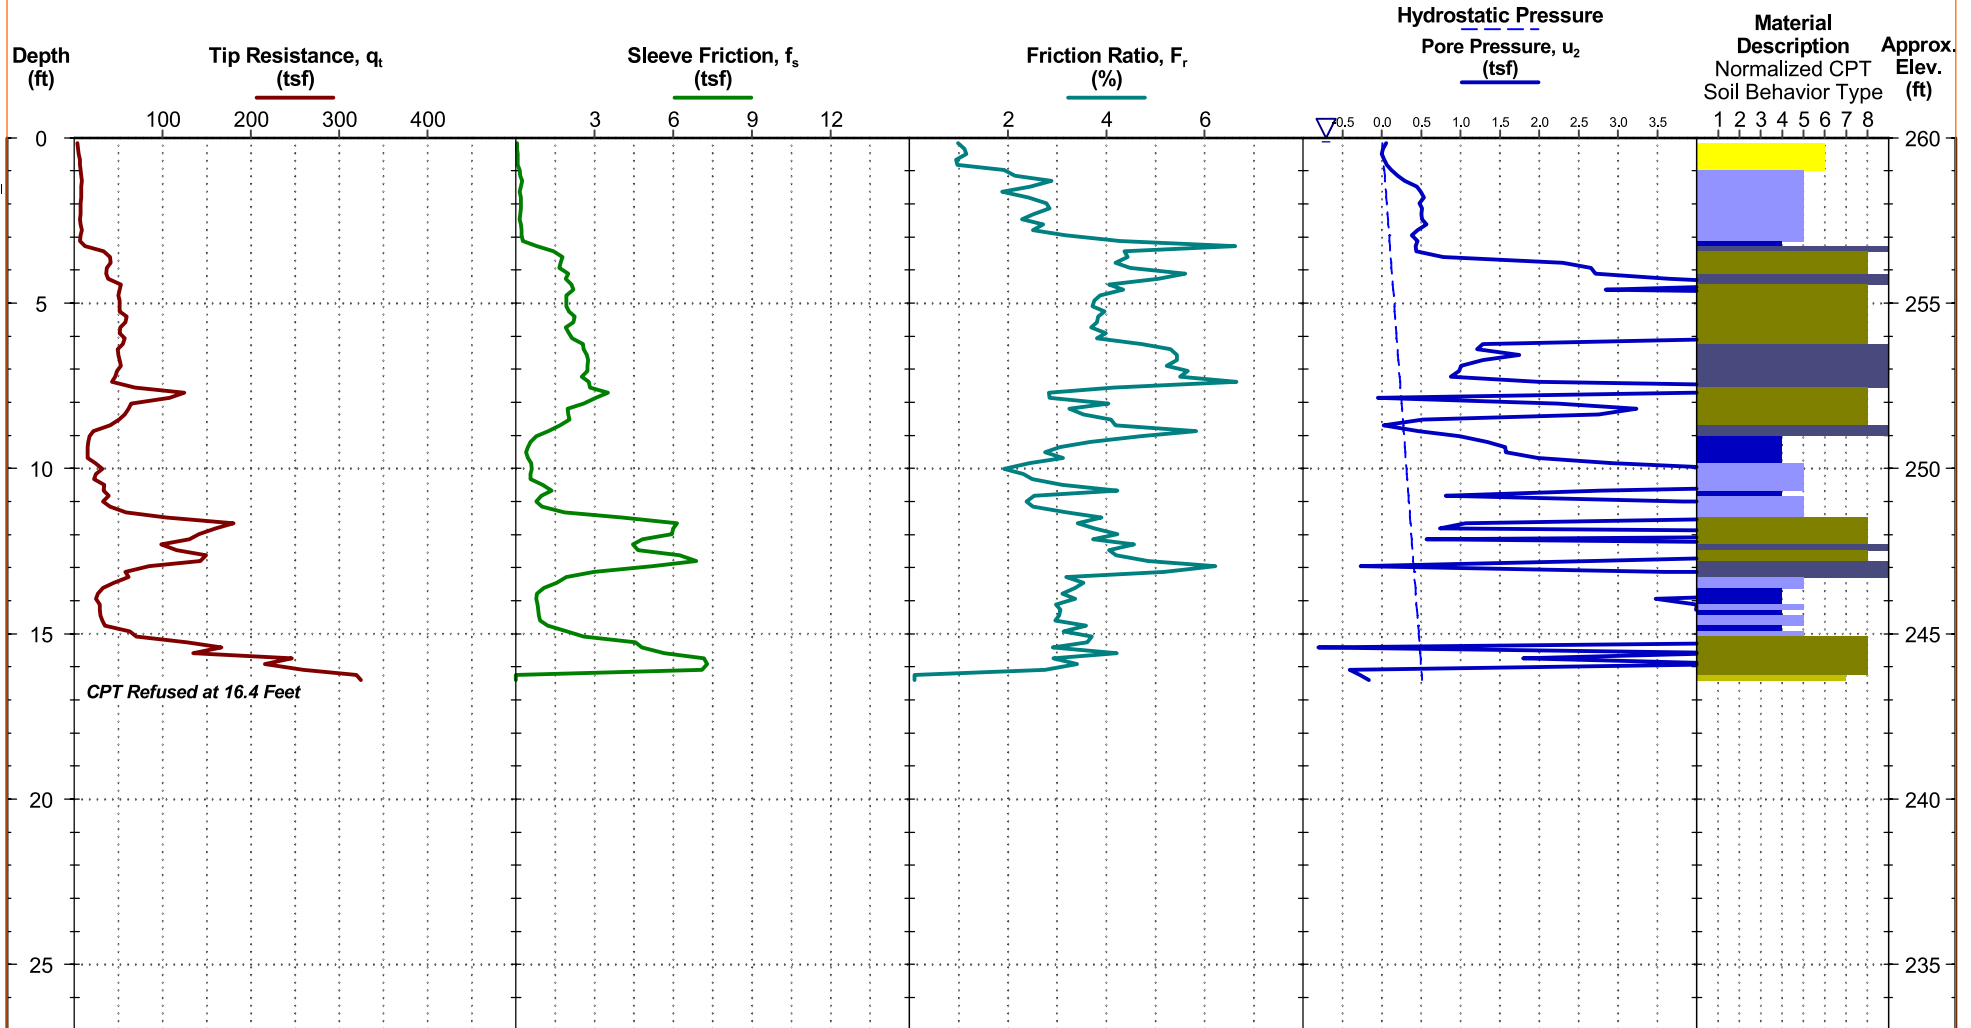 Depth
(ft)
Tip Resistance, qt
(tsf)
Sleeve Friction, fs
(tsf)
Friction Ratio, Fr
(%)
Hydrostatic Pressure
Pore Pressure, u2
(tsf)
Material
Description
Normalized CPT
Soil Behavior Type
Approx.
Elev.
(ft)
100 200 300 400
3 6 9 12
2 4 6
-0.5 0.0 0.5 1.0 1.5 2.0 2.5 3.0 3.5
1 2 3 4 5 6 7 8
0 260
5 255
10 250
15 245
CPT Refused at 16.4 Feet
20 240
25 235